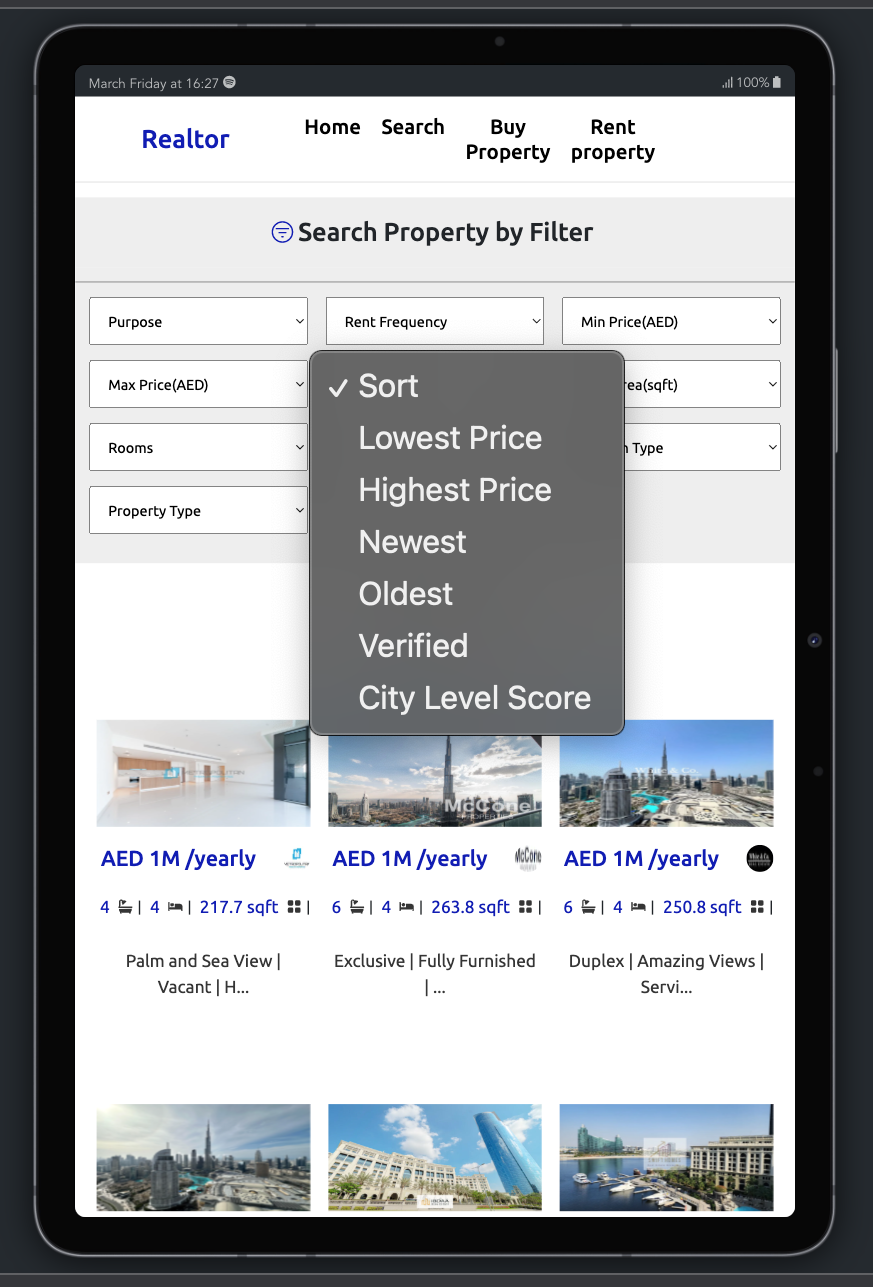 March Friday at 16:27
100%
Realtor
Home
Search
Buy
Property
Rent
property
Search Property by Filter
Purpose
Rent Frequency
Min Price(AED)
Max Price(AED)
rea(sqft)
Rooms
Type
Property Type
✓ Sort
Lowest Price
Highest Price
Newest
Oldest
Verified
City Level Score
McCone
PROPERTIES
AED 1M /yearly
McCone
AED 1M /yearly
AED 1M /yearly
White & Co
4 | 4 | 217.7 sqft |
6 | 4 | 263.8 sqft |
6 | 4 | 250.8 sqft |
Palm and Sea View |
Vacant | H...
Exclusive | Fully Furnished
| ...
Duplex | Amazing Views |
Servi...